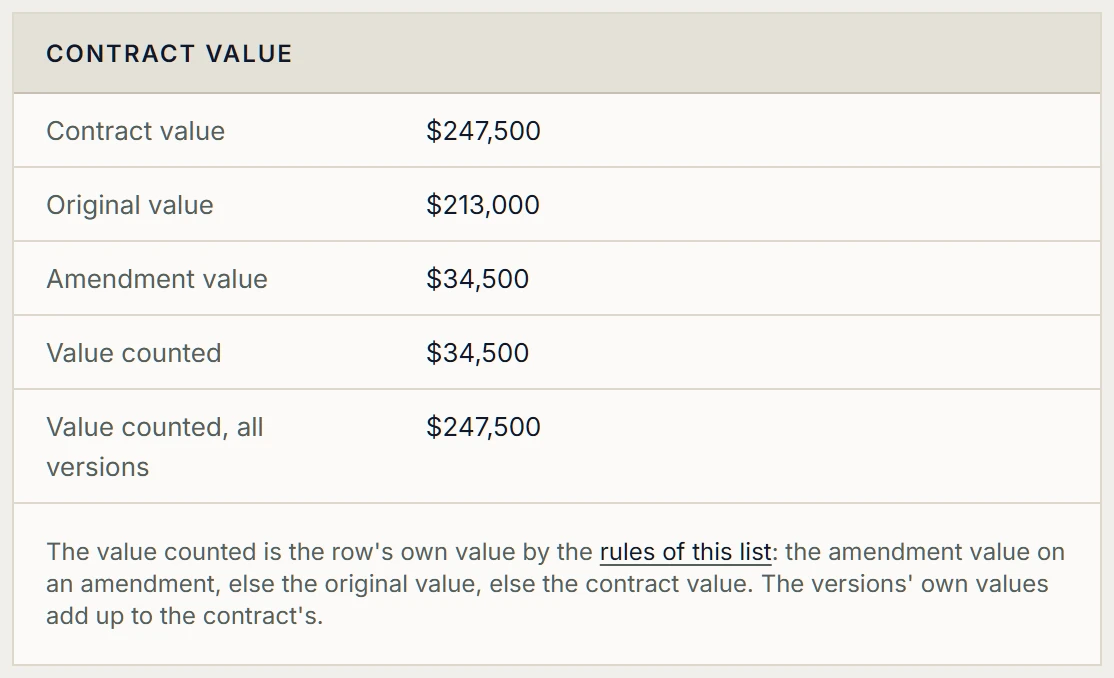 CONTRACT VALUE
Contract value $247,500
Original value $213,000
Amendment value $34,500
Value counted $34,500
Value counted, all $247,500
versions
The value counted is the row's own value by the rules of this list: the amendment value on
an amendment, else the original value, else the contract value. The versions' own values
add up to the contract's.